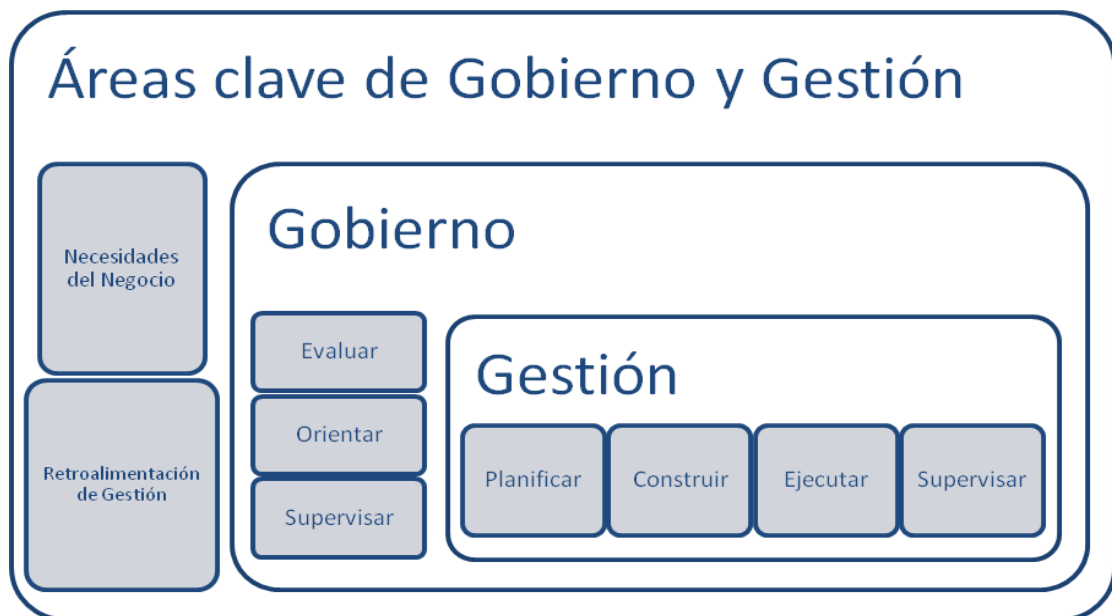 Áreas clave de Gobierno y Gestión
Necesidades
del Negocio
Retroalimentación
de Gestión
Gobierno
Evaluar
Orientar
Supervisar
Gestión
Planificar
Construir
Ejecutar
Supervisar